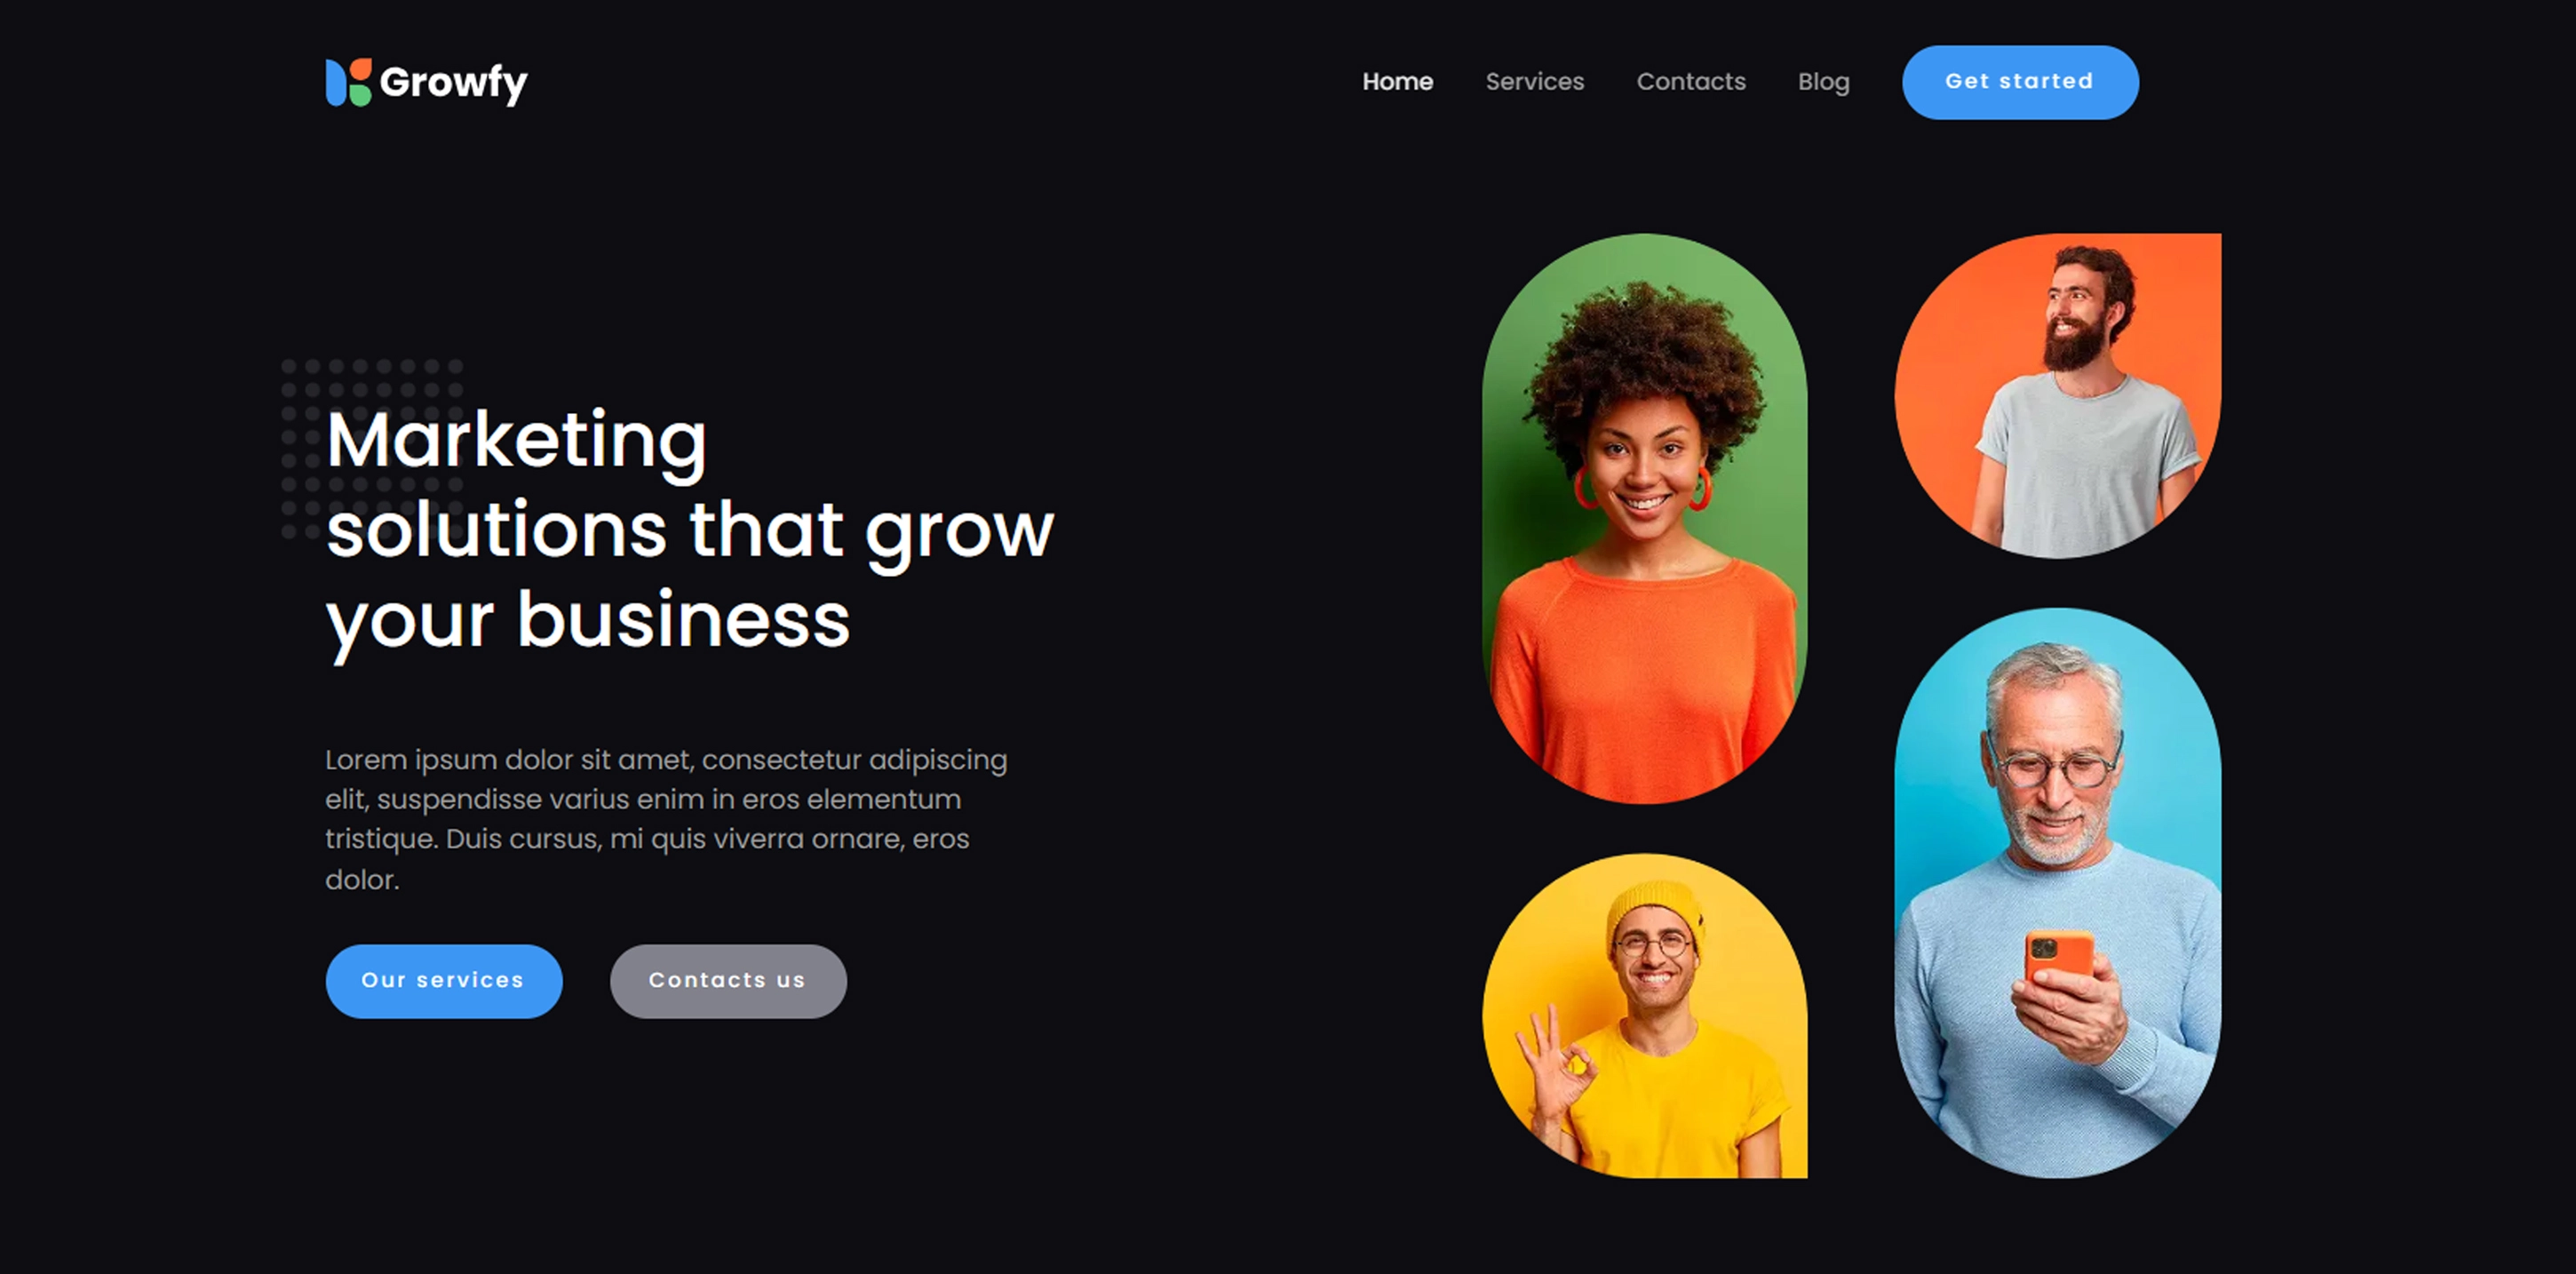 Growfy
Home Services Contacts Blog Get started
Marketing
solutions that grow
your business
Lorem ipsum dolor sit amet, consectetur adipiscing
elit, suspendisse varius enim in eros elementum
tristique. Duis cursus, mi quis viverra ornare, eros
dolor.
Our services Contacts us